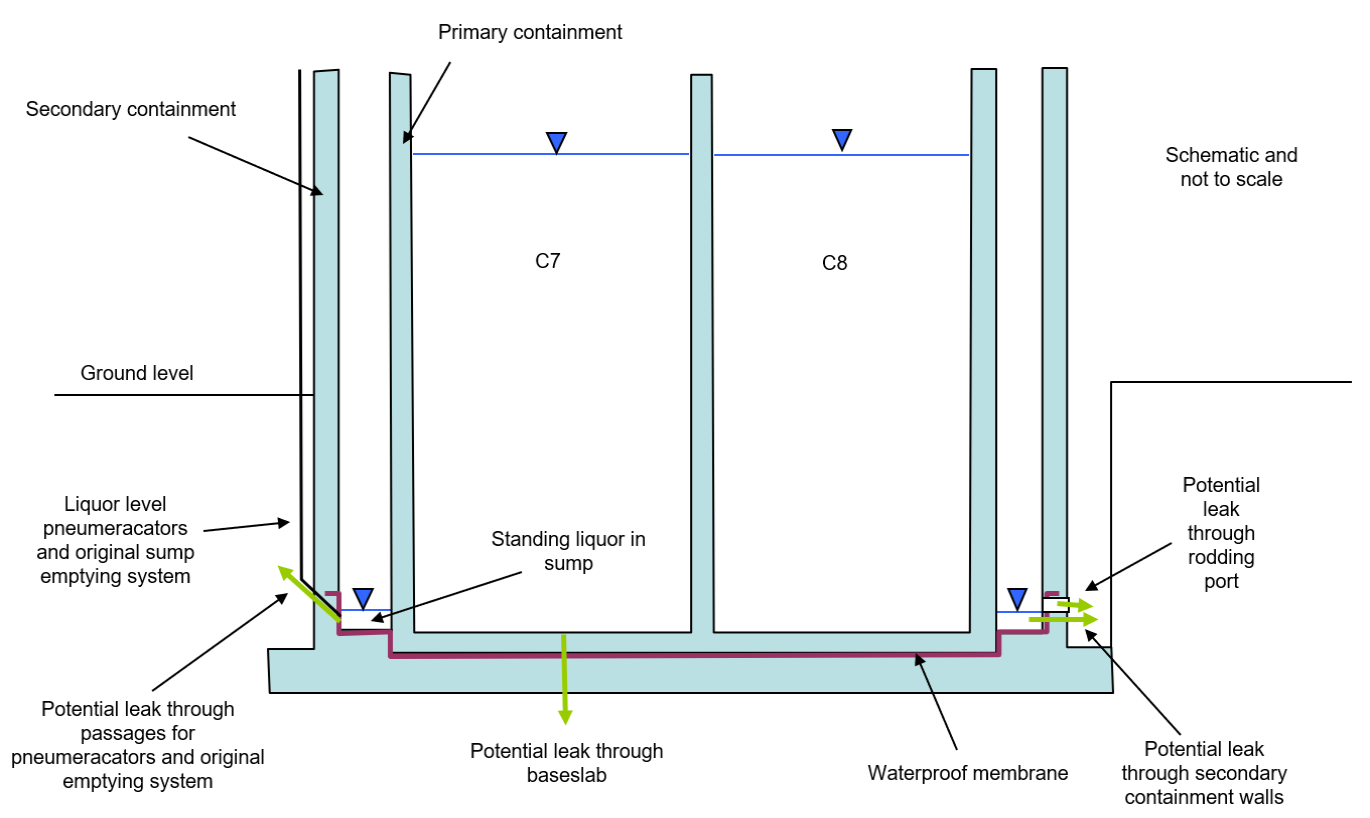 Primary containment
Secondary containment
Schematic and
not to scale
C7
C8
Ground level
Liquor level
pneumeracators
and original sump
emptying system
Standing liquor in
sump
Potential
leak
through
rodding
port
Potential leak through
passages for
pneumeracators and original
emptying system
Potential leak through
baseslab
Waterproof membrane
Potential leak
through secondary
containment walls